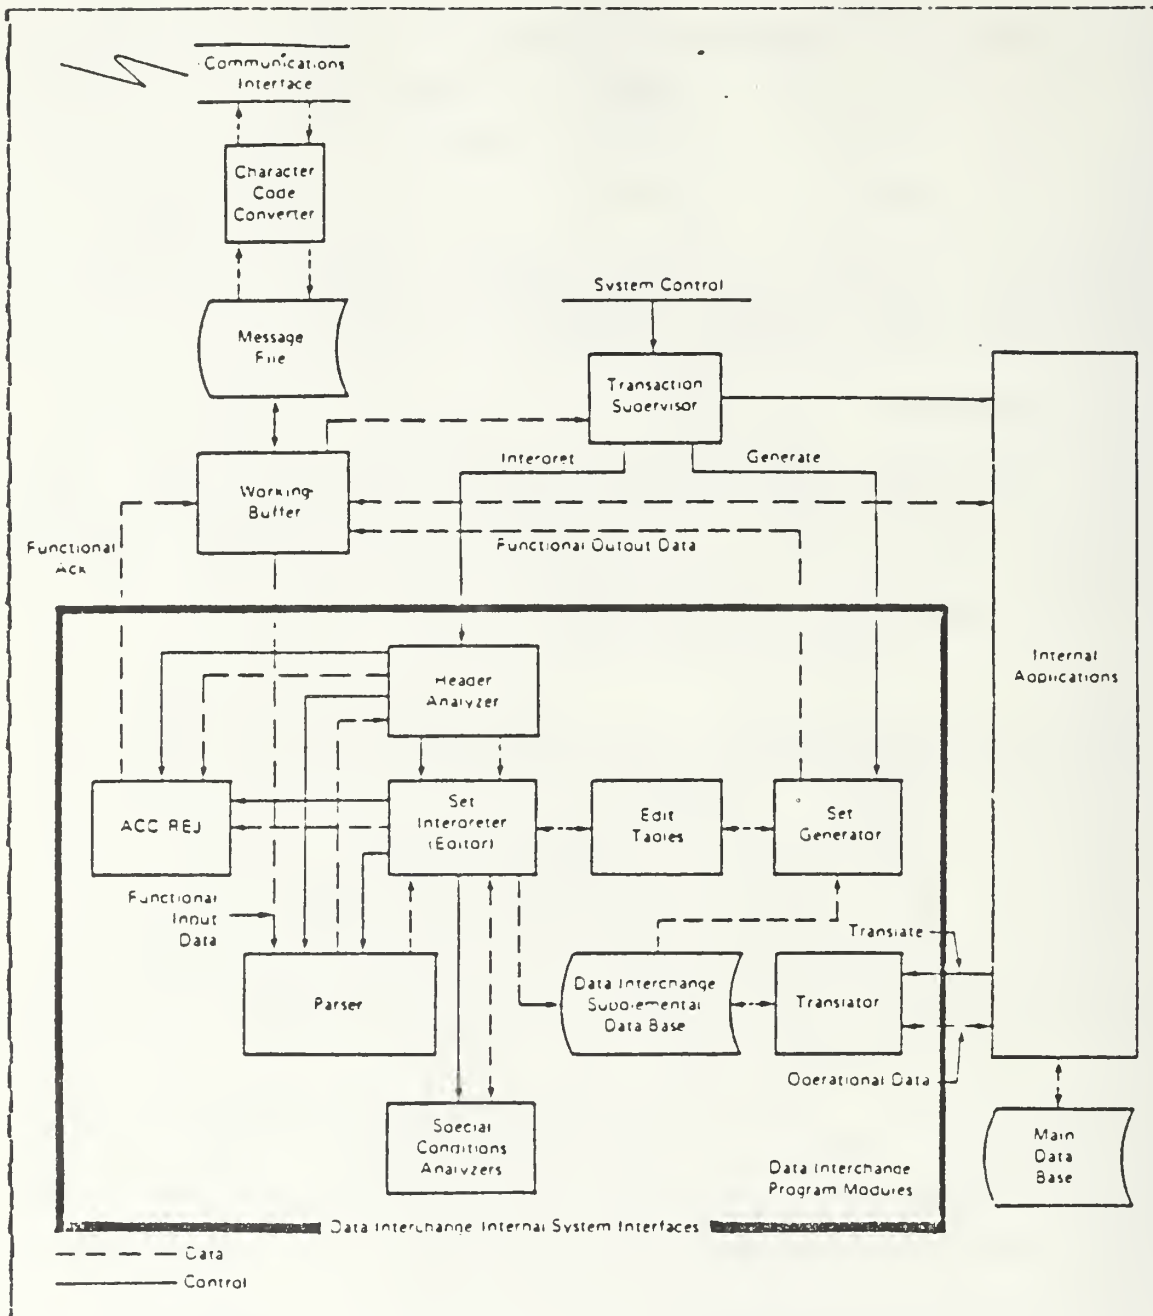 Communications
Interface
Character
Code
Converter
Message
File
System Control
Transaction
Supervisor
Interpret
Generate
Working
Buffer
Functional
Ack
Functional Output Data
Internal
Applications
Header
Analyzer
ACC REJ
Set
Interpreter
(Editor)
Edit
Tables
Set
Generator
Functional
Input
Data
Translate
Parser
Data Interchange
Supplemental
Data Base
Translator
Operational Data
Special
Conditions
Analyzers
Main
Data
Base
Data Interchange
Program Modules
Data Interchange Internal System Interfaces
Data
Control